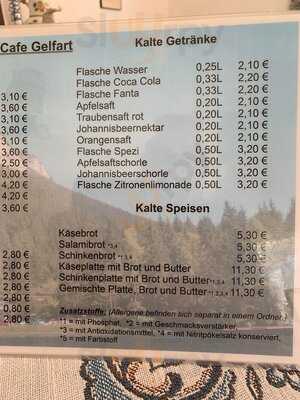 Cafe Gelfart
Kalte Getränke
Flasche Wasser 0,25L 2,10 €
Flasche Coca Cola 0,33L 2,20 €
3,10 € Flasche Fanta 0,33L 2,20 €
3,60 € Apfelsaft 0,20L 2,10 €
3,10 € Traubensaft rot 0,20L 2,10 €
3,60 € Johannisbeernektar 0,20L 2,10 €
3,10 € Orangensaft 0,20L 2,10 €
3,60 € Flasche Spezi 0,50L 3,20 €
2,50 € Apfelsaftschorle 0,50L 3,20 €
3,00 € Johannisbeerschorle 0,50L 3,20 €
4,20 € Flasche Zitronenlimonade 0,50L 3,20 €
4,20 €
3,60 € Kalte Speisen
Käsebrot 5,30 €
Salamibrot *3,4 5,30 €
2,80 € Schinkenbrot 5,30 €
2,80 € Käseplatte mit Brot und Butter 11,30 €
2,80 € Schinkenplatte mit Brot und Butter 11,30 €
2,80 € Gemischte Platte, Brot und Butter 11,30 €
2,80 €
0,80 € Zusatzstoffe: (Allergene befinden sich separat in einem Ordner.)
2,80 € *1 = mit Phosphat, *2 = mit Geschmacksverstärker,
*3 = mit Antioxidationsmittel, *4 = mit Nitritpökelsalz konserviert,
*5 = mit Farbstoff